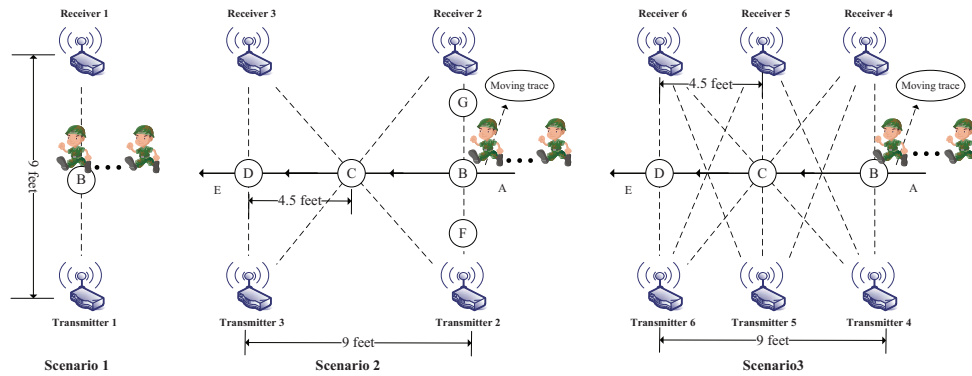 Receiver 1
Receiver 3
Receiver 2
Receiver 6
Receiver 5
Receiver 4
4.5 feet
Moving trace
Moving trace
G
9 feet
B
D
C
B
D
C
B
E
A
E
A
4.5 feet
F
Transmitter 1
Transmitter 3
Transmitter 2
Transmitter 6
Transmitter 5
Transmitter 4
9 feet
9 feet
Scenario 1
Scenario 2
Scenario3